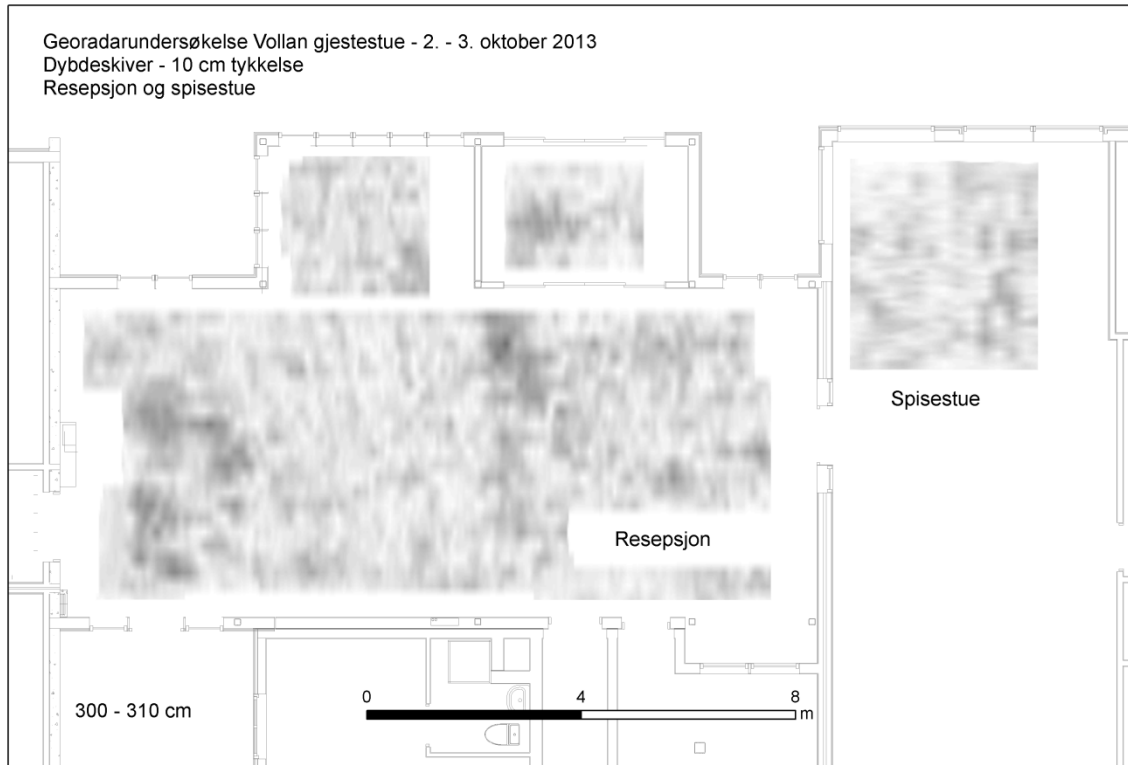 Georadarundersøkelse Vollan gjestestue - 2. - 3. oktober 2013
Dybdeskiver - 10 cm tykkelse
Resepsjon og spisestue
Spisestue
Resepsjon
300 - 310 cm
0 4 8
m